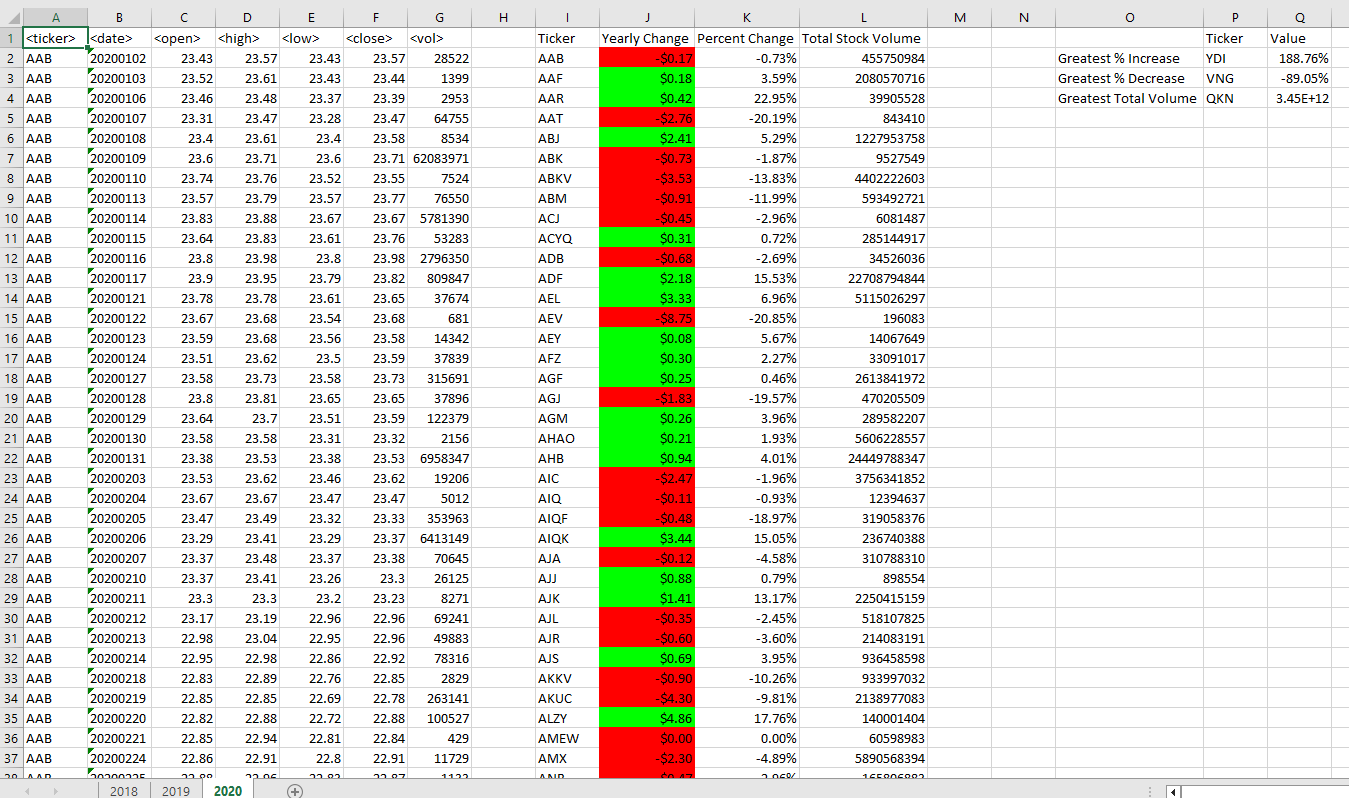 A B C D E F G H I J K L M N O P Q
1 <ticker> <date> <open> <high> <low> <close> <vol> Ticker Yearly Change Percent Change Total Stock Volume Ticker Value
2 AAB 20200102 23.43 23.57 23.43 23.57 28522 AAB -$0.17 -0.73% 455750984 Greatest % Increase YDI 188.76%
3 AAB 20200103 23.52 23.61 23.43 23.44 1399 AAF $0.18 3.59% 2080570716 Greatest % Decrease VNG -89.05%
4 AAB 20200106 23.46 23.48 23.37 23.39 2953 AAR $0.42 22.95% 39905528 Greatest Total Volume QKN 3.45E+12
5 AAB 20200107 23.31 23.47 23.28 23.47 64755 AAT -$2.76 -20.19% 843410
6 AAB 20200108 23.4 23.61 23.4 23.58 8534 ABJ $2.41 5.29% 1227953758
7 AAB 20200109 23.6 23.71 23.6 23.71 62083971 ABK -$0.73 -1.87% 9527549
8 AAB 20200110 23.74 23.76 23.52 23.55 7524 ABKV -$3.53 -13.83% 4402222603
9 AAB 20200113 23.57 23.79 23.57 23.77 76550 ABM -$0.91 -11.99% 593492721
10 AAB 20200114 23.83 23.88 23.67 23.67 5781390 ACJ -$0.45 -2.96% 6081487
11 AAB 20200115 23.64 23.83 23.61 23.76 53283 ACYQ $0.31 0.72% 285144917
12 AAB 20200116 23.8 23.98 23.8 23.98 2796350 ADB -$0.68 -2.69% 34526036
13 AAB 20200117 23.9 23.95 23.79 23.82 809847 ADF $2.18 15.53% 22708794844
14 AAB 20200121 23.78 23.78 23.61 23.65 37674 AEL $3.33 6.96% 5115026297
15 AAB 20200122 23.67 23.68 23.54 23.68 681 AEV -$8.75 -20.85% 196083
16 AAB 20200123 23.59 23.68 23.56 23.58 14342 AEY $0.08 5.67% 14067649
17 AAB 20200124 23.51 23.62 23.5 23.59 37839 AFZ $0.30 2.27% 33091017
18 AAB 20200127 23.58 23.73 23.58 23.73 315691 AGF $0.25 0.46% 2613841972
19 AAB 20200128 23.8 23.81 23.65 23.65 37896 AGJ -$1.83 -19.57% 470205509
20 AAB 20200129 23.64 23.7 23.51 23.59 122379 AGM $0.26 3.96% 289582207
21 AAB 20200130 23.58 23.58 23.31 23.32 2156 AHAO $0.21 1.93% 5606228557
22 AAB 20200131 23.38 23.53 23.38 23.53 6958347 AHB $0.94 4.01% 24449788347
23 AAB 20200203 23.53 23.62 23.46 23.62 19206 AIC -$2.47 -1.96% 3756341852
24 AAB 20200204 23.67 23.67 23.47 23.47 5012 AIQ -$0.11 -0.93% 12394637
25 AAB 20200205 23.47 23.49 23.32 23.33 353963 AIQF -$0.48 -18.97% 319058376
26 AAB 20200206 23.29 23.41 23.29 23.37 6413149 AIQK $3.44 15.05% 236740388
27 AAB 20200207 23.37 23.48 23.37 23.38 70645 AJA -$0.12 -4.58% 310788310
28 AAB 20200210 23.37 23.41 23.26 23.3 26125 AJJ $0.88 0.79% 898554
29 AAB 20200211 23.3 23.3 23.2 23.23 8271 AJK $1.41 13.17% 2250415159
30 AAB 20200212 23.17 23.19 22.96 22.96 69241 AJL -$0.35 -2.45% 518107825
31 AAB 20200213 22.98 23.04 22.95 22.96 49883 AJR -$0.60 -3.60% 214083191
32 AAB 20200214 22.95 22.98 22.86 22.92 78316 AJS $0.69 3.95% 936458598
33 AAB 20200218 22.83 22.89 22.76 22.85 2829 AKKV -$0.90 -10.26% 933997032
34 AAB 20200219 22.85 22.85 22.69 22.78 263141 AKUC -$4.30 -9.81% 2138977083
35 AAB 20200220 22.82 22.88 22.72 22.88 100527 ALZY $4.86 17.76% 140001404
36 AAB 20200221 22.85 22.94 22.81 22.84 429 AMEW $0.00 0.00% 60598983
37 AAB 20200224 22.86 22.91 22.8 22.91 11729 AMX -$2.30 -4.89% 5890568394
2018 2019 2020